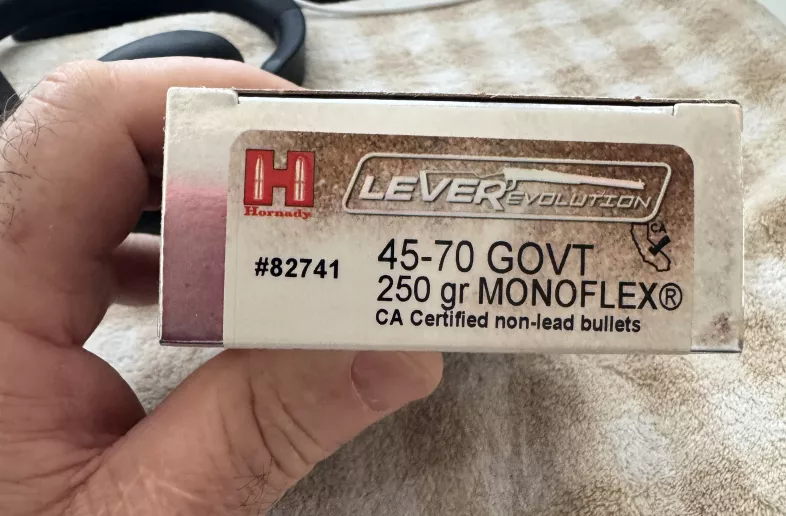 H
Hornady
LEVEREVOLUTION
CA
#82741
45-70 GOVT
250 gr MONOFLEX®
CA Certified non-lead bullets